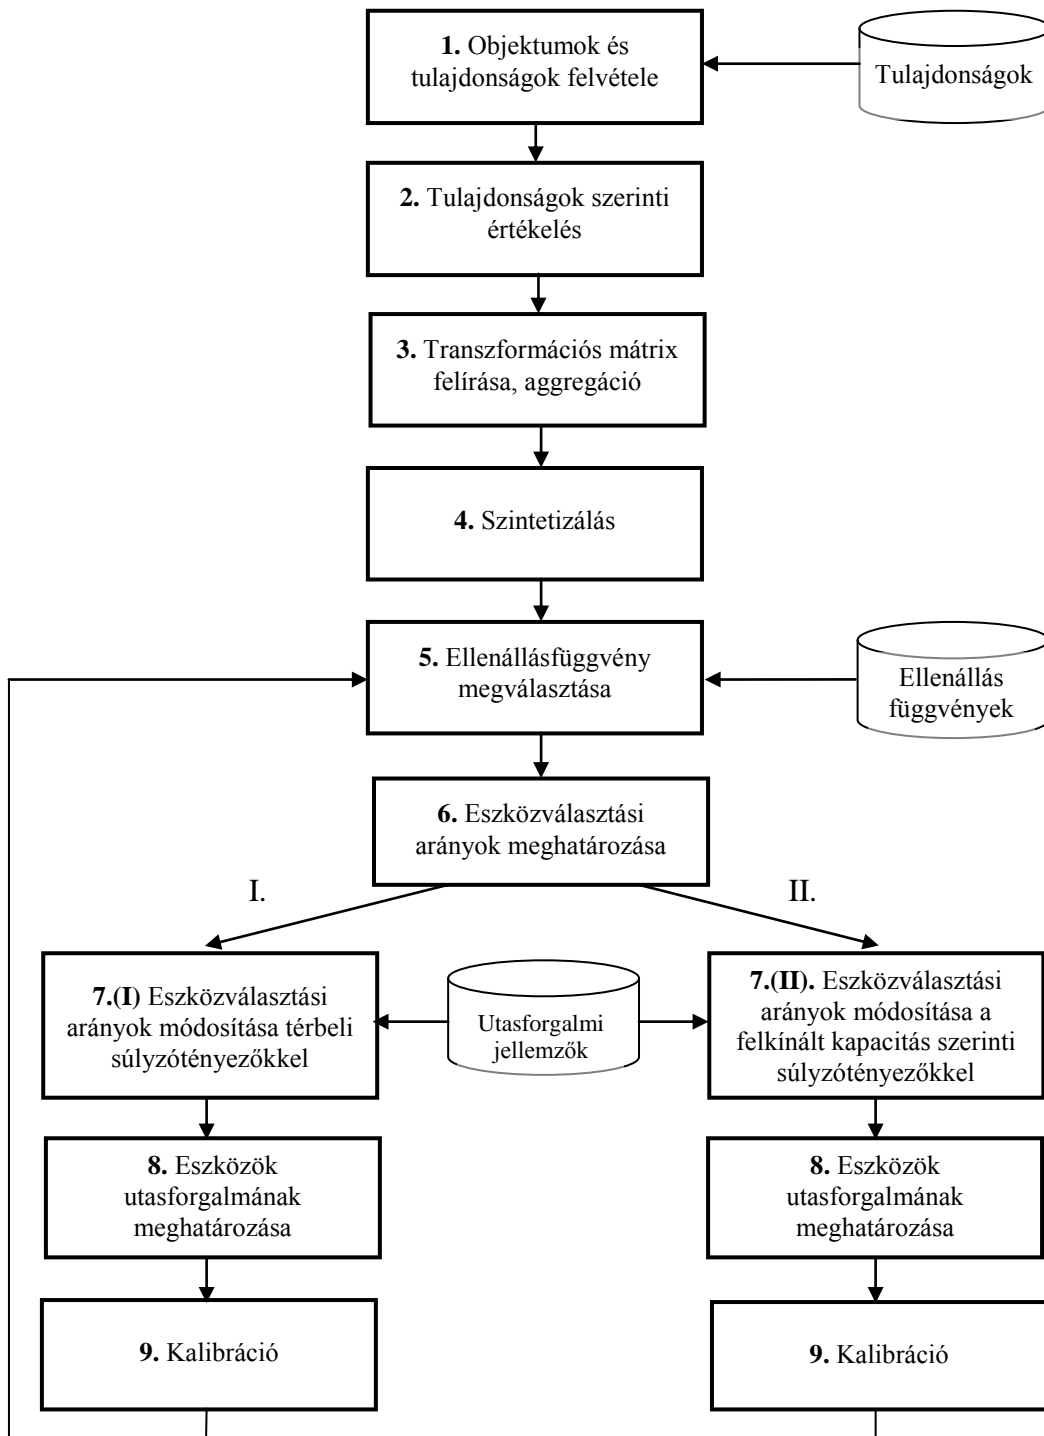 1. Objektumok és
tulajdonságok felvétele
Tulajdonságok
2. Tulajdonságok szerinti
értékelés
3. Transzformációs mátrix
felírása, aggregáció
4. Szintetizálás
5. Ellenállásfüggvény
megválasztása
Ellenállás
függvények
6. Eszközválasztási
arányok meghatározása
I.
II.
7.(I) Eszközválasztási
arányok módosítása térbeli
súlyzótényezőkkel
Utasforgalmi
jellemzők
7.(II). Eszközválasztási
arányok módosítása a
felkínált kapacitás szerinti
súlyzótényezőkkel
8. Eszközök
utasforgalmának
meghatározása
8. Eszközök
utasforgalmának
meghatározása
9. Kalibráció
9. Kalibráció